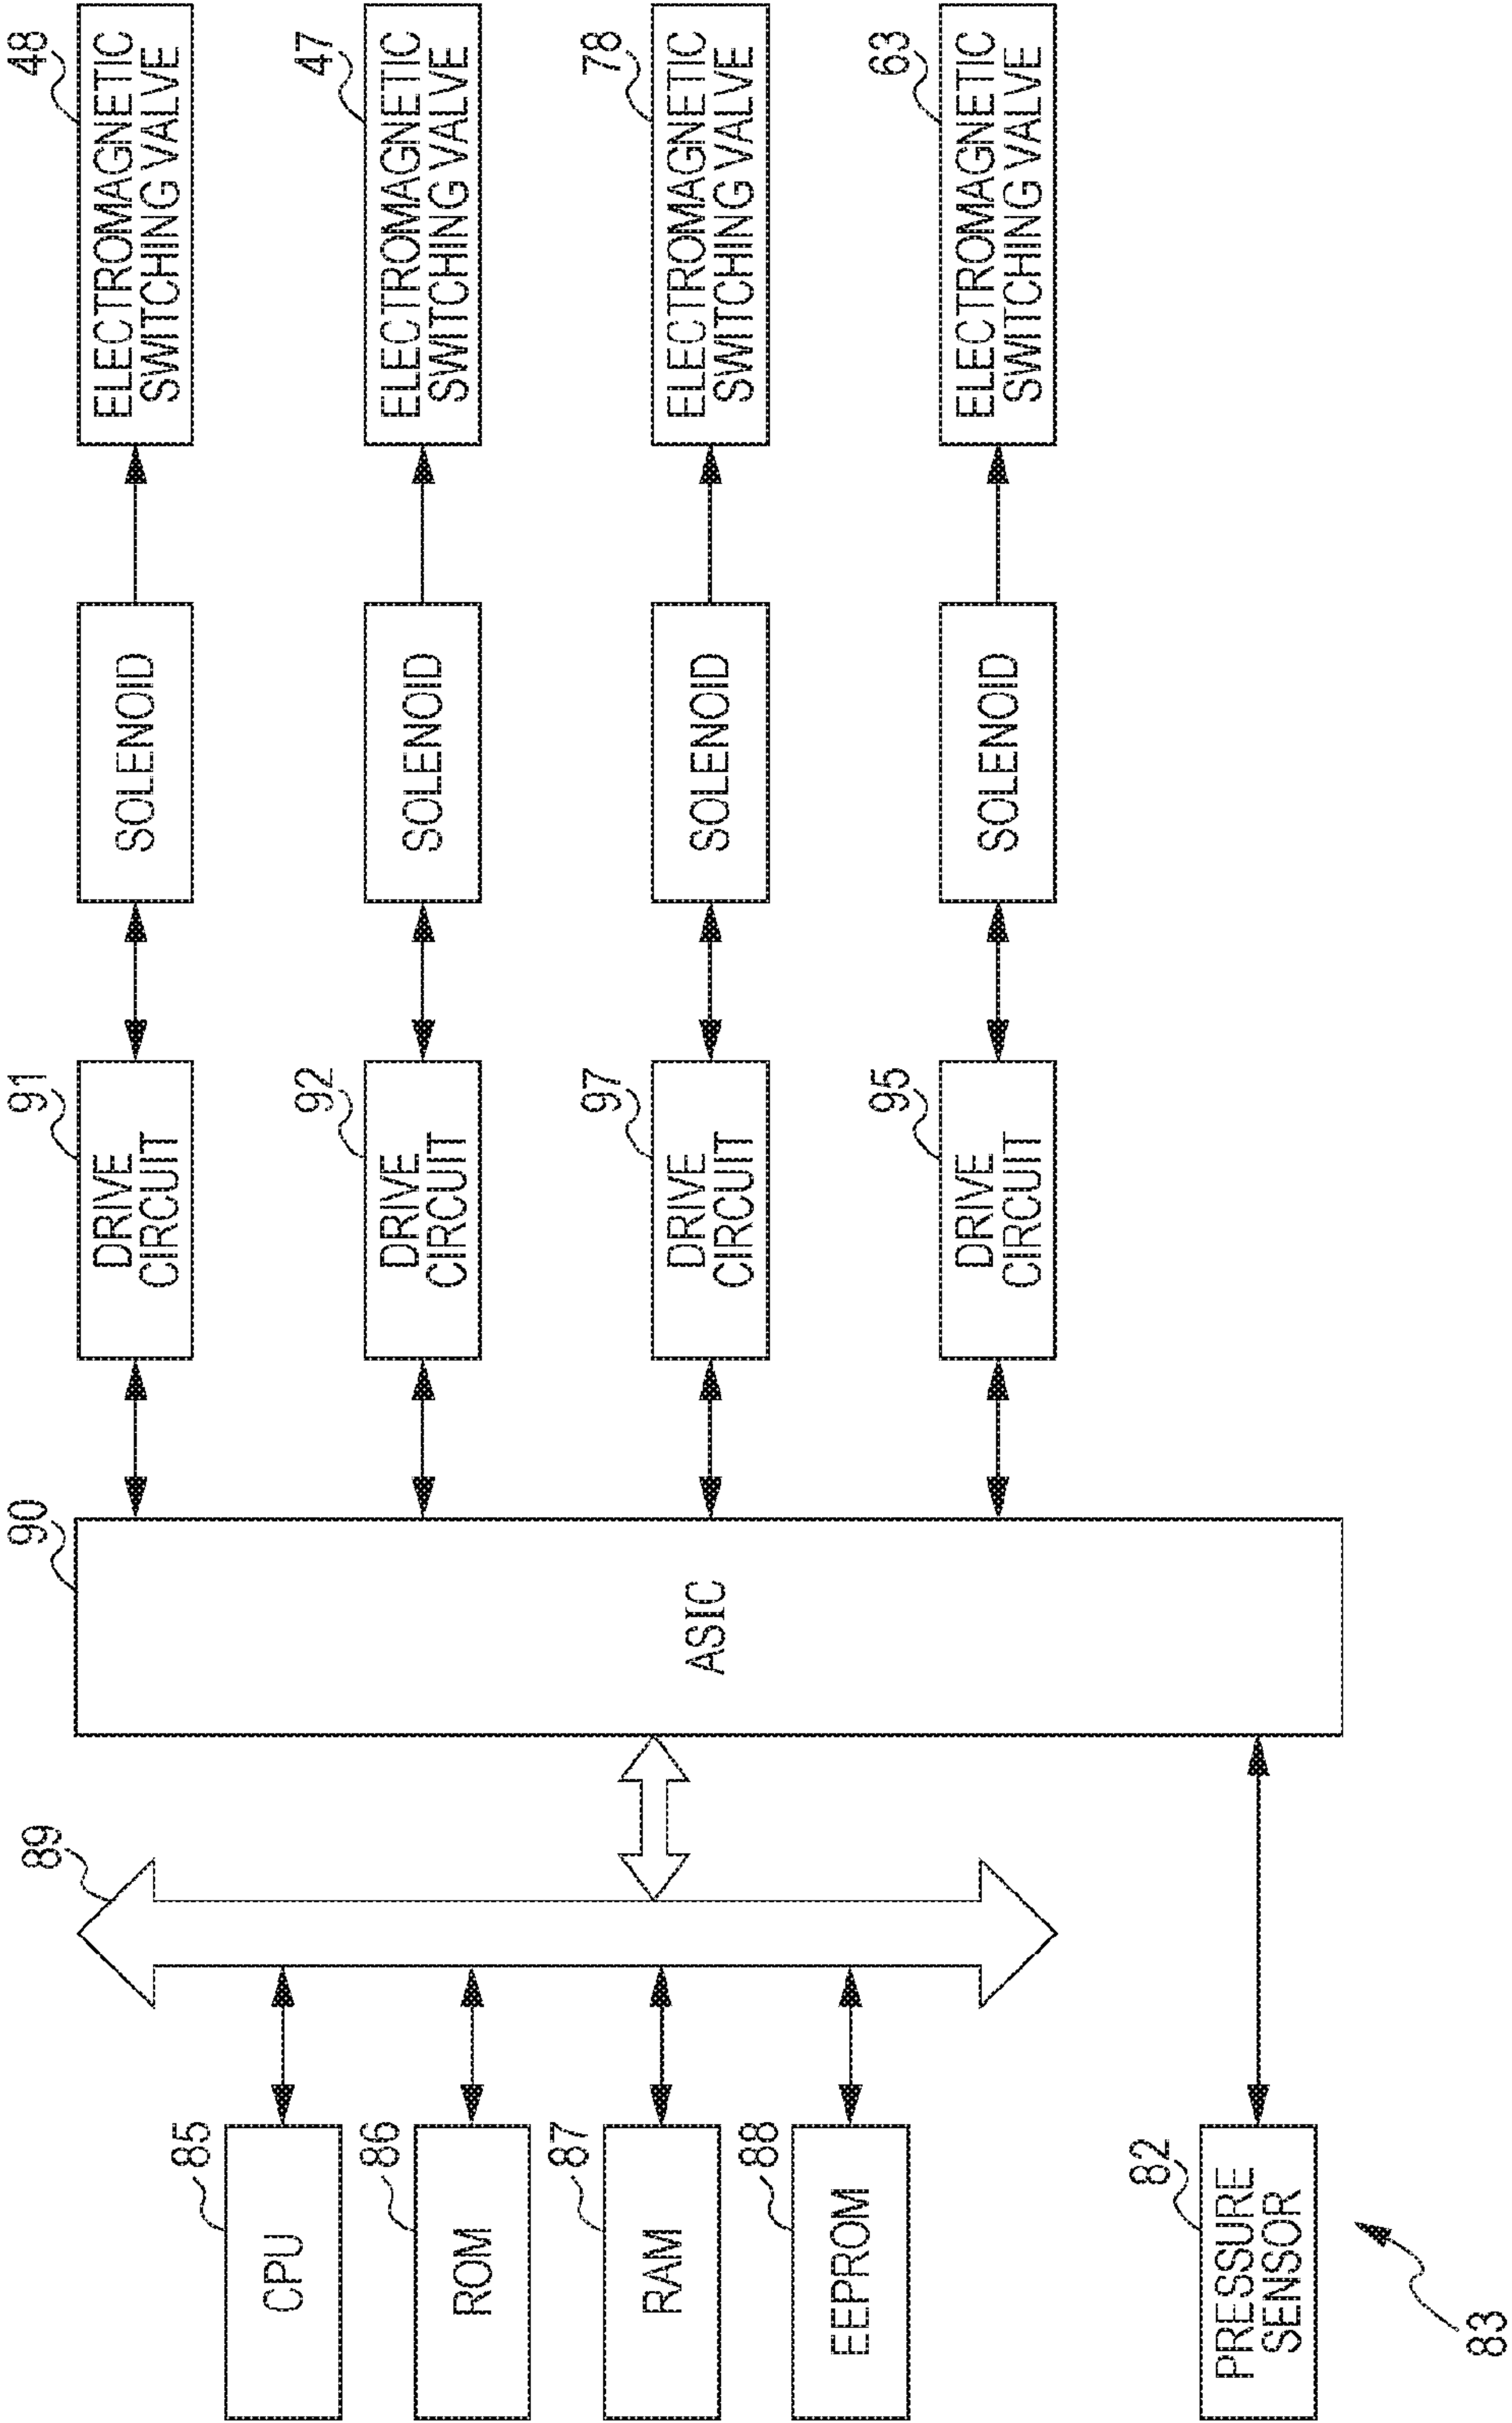 89
90
91
48
85
CPU
DRIVE
CIRCUIT
SOLENOID
ELECTROMAGNETIC
SWITCHING VALVE
86
ROM
92
47
DRIVE
CIRCUIT
SOLENOID
ELECTROMAGNETIC
SWITCHING VALVE
87
RAM
ASIC
97
78
DRIVE
CIRCUIT
SOLENOID
ELECTROMAGNETIC
SWITCHING VALVE
88
EEPROM
95
63
DRIVE
CIRCUIT
SOLENOID
ELECTROMAGNETIC
SWITCHING VALVE
82
PRESSURE
SENSOR
83